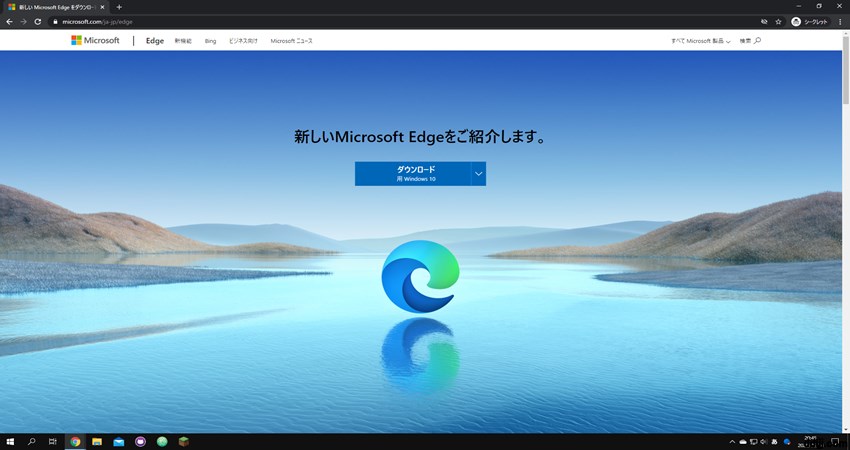 新しい Microsoft Edge をダウンロー
microsoft.com/ja-jp/edge
シークレット
Microsoft
Edge
新機能
Bing
ビジネス向け
Microsoft ニュース
すべて Microsoft 製品
検索
新しいMicrosoft Edgeをご紹介します。
ダウンロード
用 Windows 10